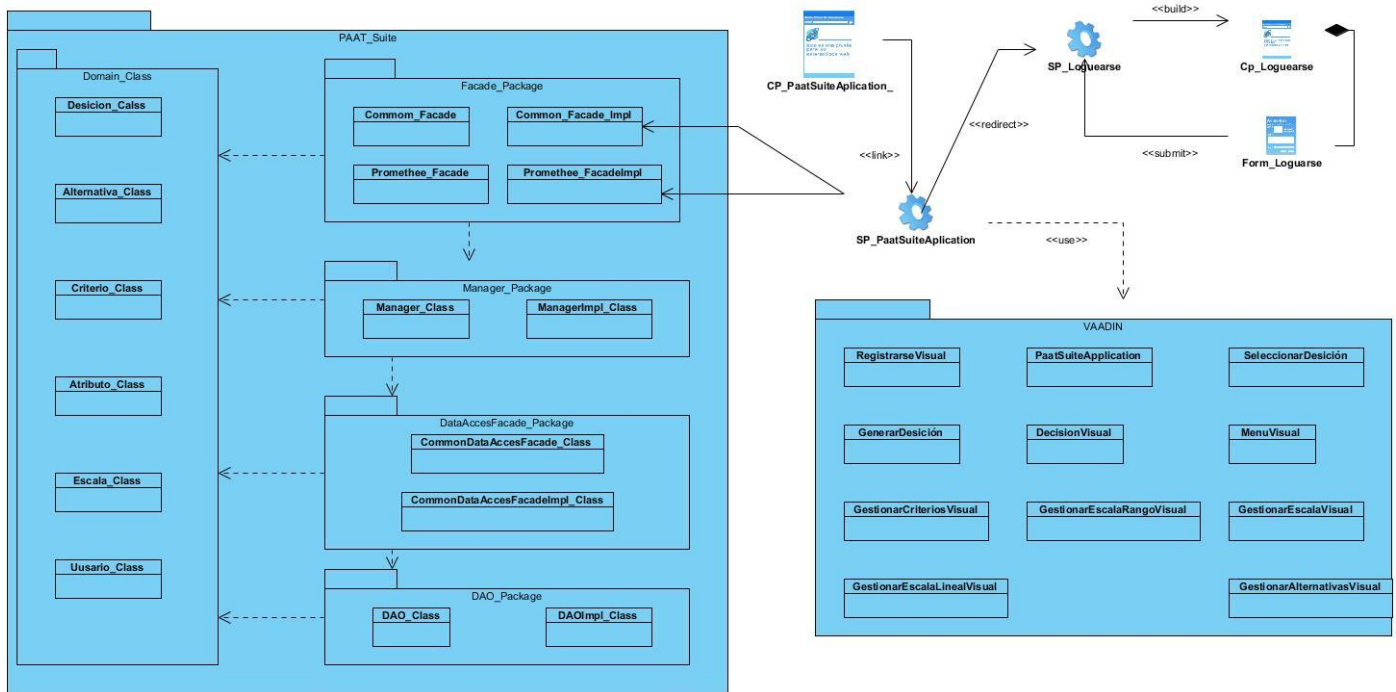 PAAT_Suite
Domain_Class
Desicion_Calss
Alternativa_Class
Criterio_Class
Atributo_Class
Escala_Class
Uusario_Class
Facade_Package
Commom_Facade
Common_Facade_Impl
Promethee_Facade
Promethee_FacadeImpl
Manager_Package
Manager_Class
ManagerImpl_Class
DataAccesFacade_Package
CommonDataAccesFacade_Class
CommonDataAccesFacadeImpl_Class
DAO_Package
DAO_Class
DAOImpl_Class
CP_PaatSuiteAplication_
<<link>>
SP_PaatSuiteAplication
<<redirect>>
SP_Loguearse
<<build>>
Cp_Loguearse
<<submit>>
Form_Loguarse
<<use>>
VAADIN
RegistrarseVisual
PaatSuiteApplication
SeleccionarDesición
GenerarDesición
DecisionVisual
MenuVisual
GestionarCriteriosVisual
GestionarEscalaRangoVisual
GestionarEscalaVisual
GestionarEscalaLinealVisual
GestionarAlternativasVisual